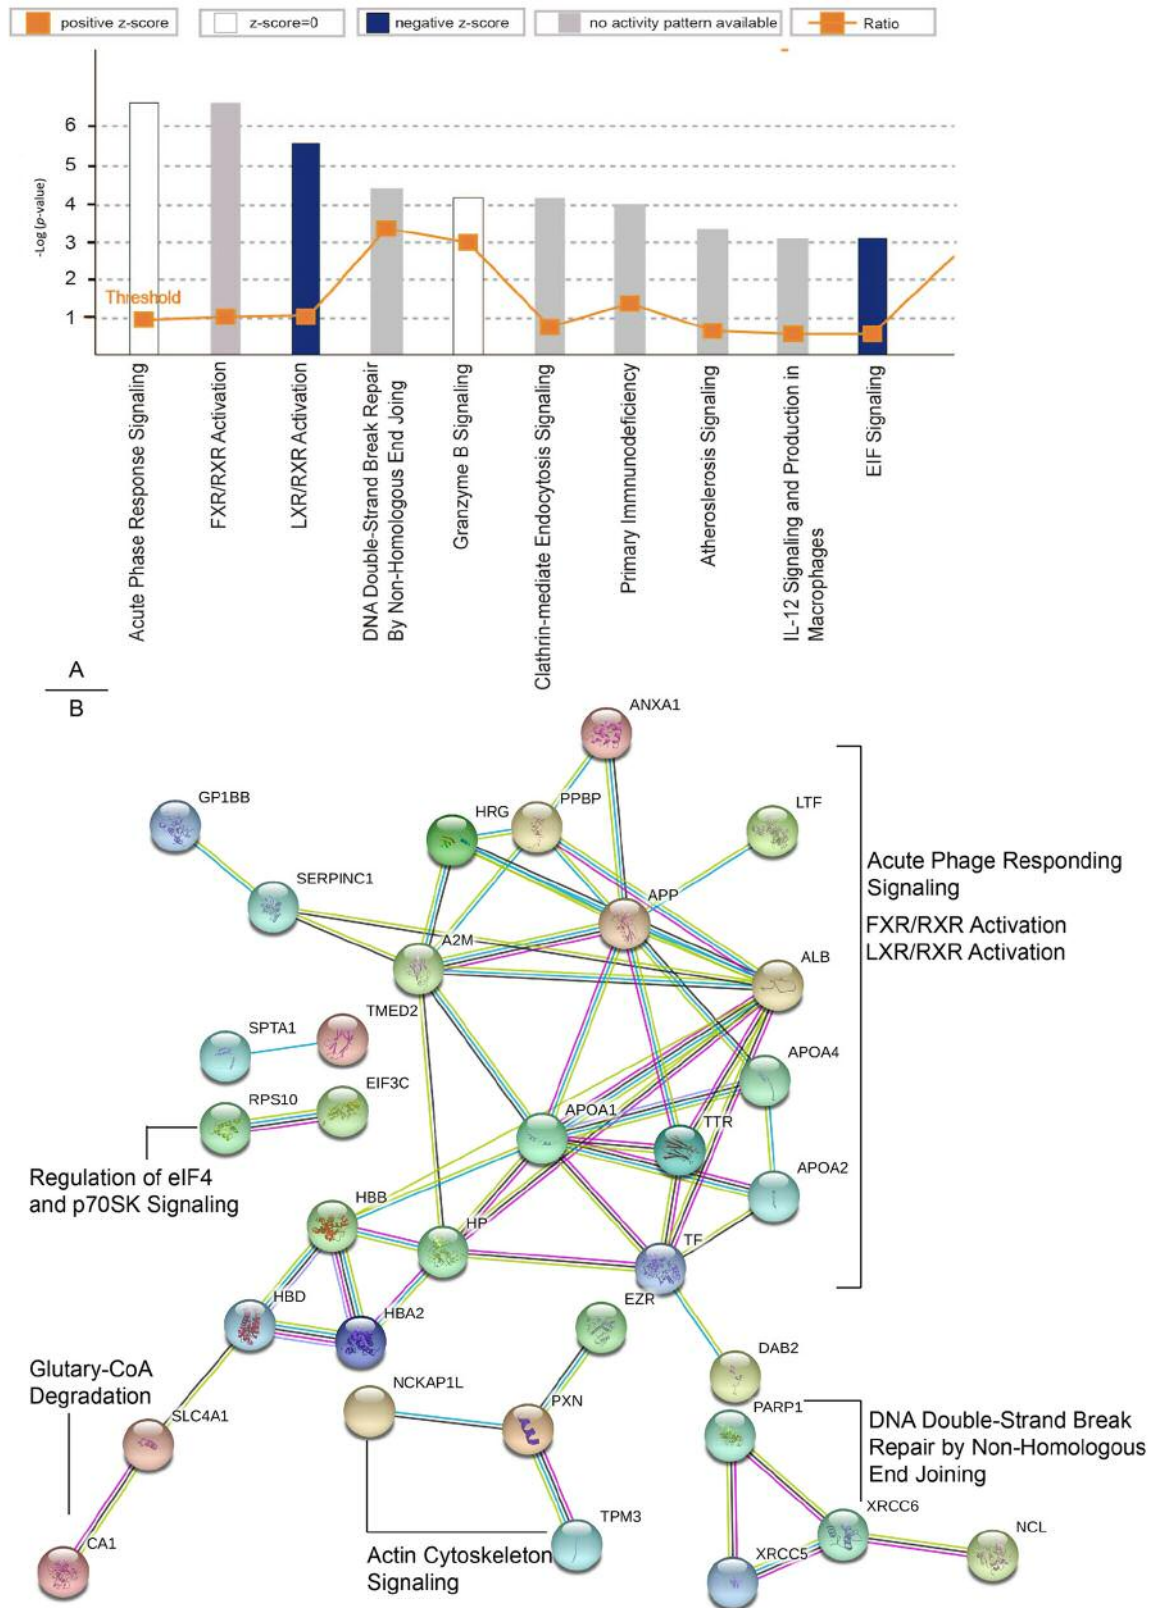 positive z-score
z-score=0
negative z-score
no activity pattern available
Ratio
-Log (p-value)
6
5
4
3
2
1
Threshold
Acute Phase Response Signaling
FXR/RXR Activation
LXR/RXR Activation
DNA Double-Strand Break Repair
By Non-Homologous End Joing
Granzyme B Signaling
Clathrin-mediate Endocytosis Signaling
Primary Immunodeficiency
Atheroslerosis Signaling
IL-12 Signaling and Production in
Macrophages
EIF Signaling
A
B
ANXA1
GP1BB
HRG
PPBP
LTF
SERPINC1
APP
A2M
ALB
TMED2
SPTA1
EIF3C
RPS10
APOA4
APOA1
TTR
APOA2
HBB
HP
TF
HBD
HBA2
EZR
DAB2
NCKAP1L
PXN
PARP1
SLC4A1
XRCC6
TPM3
NCL
CA1
XRCC5
Acute Phage Responding
Signaling
FXR/RXR Activation
LXR/RXR Activation
Regulation of eIF4
and p70SK Signaling
Glutary-CoA
Degradation
DNA Double-Strand Break
Repair by Non-Homologous
End Joining
Actin Cytoskeleton
Signaling